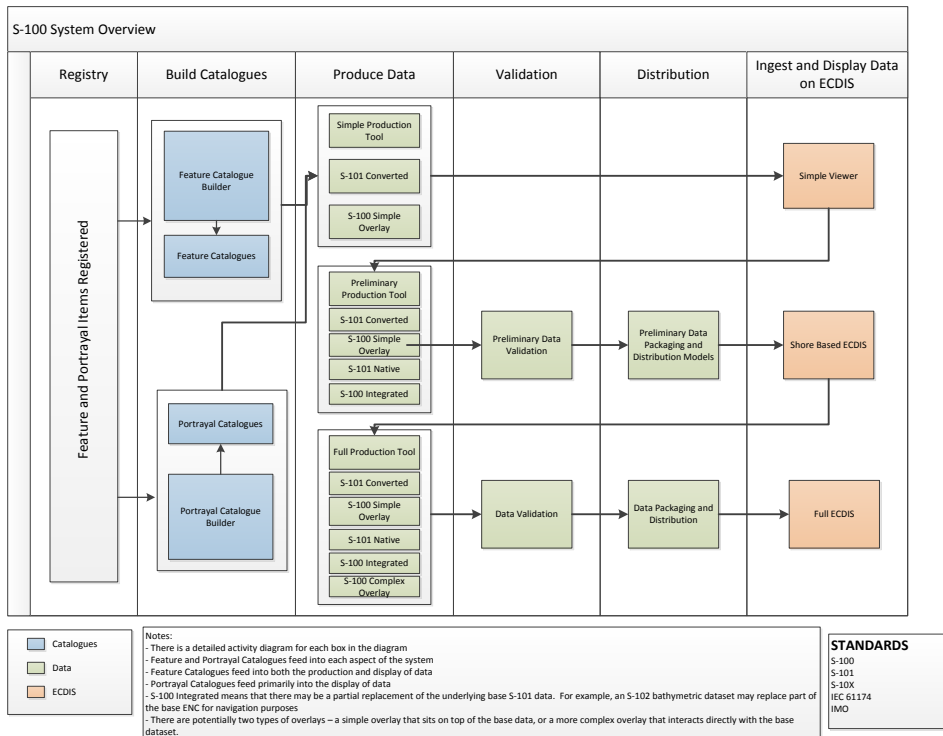 S-100 System Overview
Registry
Build Catalogues
Produce Data
Validation
Distribution
Ingest and Display Data
on ECDIS
Feature and Portrayal Items Registered
Feature Catalogue
Builder
Feature Catalogues
Portrayal Catalogues
Portrayal Catalogue
Builder
Simple Production
Tool
S-101 Converted
S-100 Simple
Overlay
Simple Viewer
Preliminary
Production Tool
S-101 Converted
S-100 Simple
Overlay
S-101 Native
S-100 Integrated
Preliminary Data
Validation
Preliminary Data
Packaging and
Distribution Models
Shore Based ECDIS
Full Production Tool
S-101 Converted
S-100 Simple
Overlay
S-101 Native
S-100 Integrated
S-100 Complex
Overlay
Data Validation
Data Packaging and
Distribution
Full ECDIS
Catalogues
Data
ECDIS
Notes:
- There is a detailed activity diagram for each box in the diagram
- Feature and Portrayal Catalogues feed into each aspect of the system
- Feature Catalogues feed into both the production and display of data
- Portrayal Catalogues feed primarily into the display of data
- S-100 Integrated means that there may be a partial replacement of the underlying base S-101 data. For example, an S-102 bathymetric dataset may replace part of
the base ENC for navigation purposes
- There are potentially two types of overlays – a simple overlay that sits on top of the base data, or a more complex overlay that interacts directly with the base
dataset.
STANDARDS
S-100
S-101
S-10X
IEC 61174
IMO